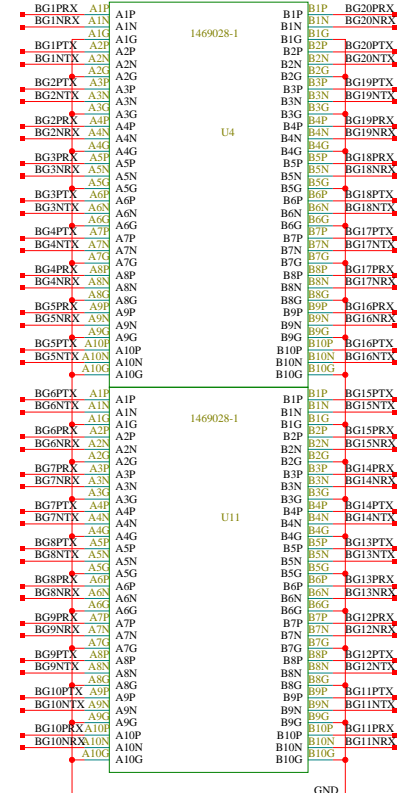 BG1PRX A1P A1P B1P B1P BG20PRX
BG1NRX A1N A1N B1N B1N BG20NRX
A1G A1G 1469028-1 B1G B1G
BG1PTX A2P A2P B2P B2P BG20PTX
BG1NTX A2N A2N B2N B2N BG20NTX
A2G A2G B2G B2G
BG2PTX A3P A3P B3P B3P BG19PTX
BG2NTX A3N A3N B3N B3N BG19NTX
A3G A3G B3G B3G
BG2PRX A4P A4P B4P B4P BG19PRX
BG2NRX A4N A4N U4 B4N B4N BG19NRX
A4G A4G B4G B4G
BG3PRX A5P A5P B5P B5P BG18PRX
BG3NRX A5N A5N B5N B5N BG18NRX
A5G A5G B5G B5G
BG3PTX A6P A6P B6P B6P BG18PTX
BG3NTX A6N A6N B6N B6N BG18NTX
A6G A6G B6G B6G
BG4PTX A7P A7P B7P B7P BG17PTX
BG4NTX A7N A7N B7N B7N BG17NTX
A7G A7G B7G B7G
BG4PRX A8P A8P B8P B8P BG17PRX
BG4NRX A8N A8N B8N B8N BG17NRX
A8G A8G B8G B8G
BG5PRX A9P A9P B9P B9P BG16PRX
BG5NRX A9N A9N B9N B9N BG16NRX
A9G A9G B9G B9G
BG5PTX A10P A10P B10P B10P BG16PTX
BG5NTX A10N A10N B10N B10N BG16NTX
A10G A10G B10G B10G
BG6PTX A1P A1P B1P B1P BG15PTX
BG6NTX A1N A1N B1N B1N BG15NTX
A1G A1G 1469028-1 B1G B1G
BG6PRX A2P A2P B2P B2P BG15PRX
BG6NRX A2N A2N B2N B2N BG15NRX
A2G A2G B2G B2G
BG7PRX A3P A3P B3P B3P BG14PRX
BG7NRX A3N A3N B3N B3N BG14NRX
A3G A3G B3G B3G
BG7PTX A4P A4P B4P B4P BG14PTX
BG7NTX A4N A4N U11 B4N B4N BG14NTX
A4G A4G B4G B4G
BG8PTX A5P A5P B5P B5P BG13PTX
BG8NTX A5N A5N B5N B5N BG13NTX
A5G A5G B5G B5G
BG8PRX A6P A6P B6P B6P BG13PRX
BG8NRX A6N A6N B6N B6N BG13NRX
A6G A6G B6G B6G
BG9PRX A7P A7P B7P B7P BG12PRX
BG9NRX A7N A7N B7N B7N BG12NRX
A7G A7G B7G B7G
BG9PTX A8P A8P B8P B8P BG12PTX
BG9NTX A8N A8N B8N B8N BG12NTX
A8G A8G B8G B8G
BG10PTX A9P A9P B9P B9P BG11PTX
BG10NTX A9N A9N B9N B9N BG11NTX
A9G A9G B9G B9G
BG10PRX A10P A10P B10P B10P BG11PRX
BG10NRX A10N A10N B10N B10N BG11NRX
A10G A10G B10G B10G
GND